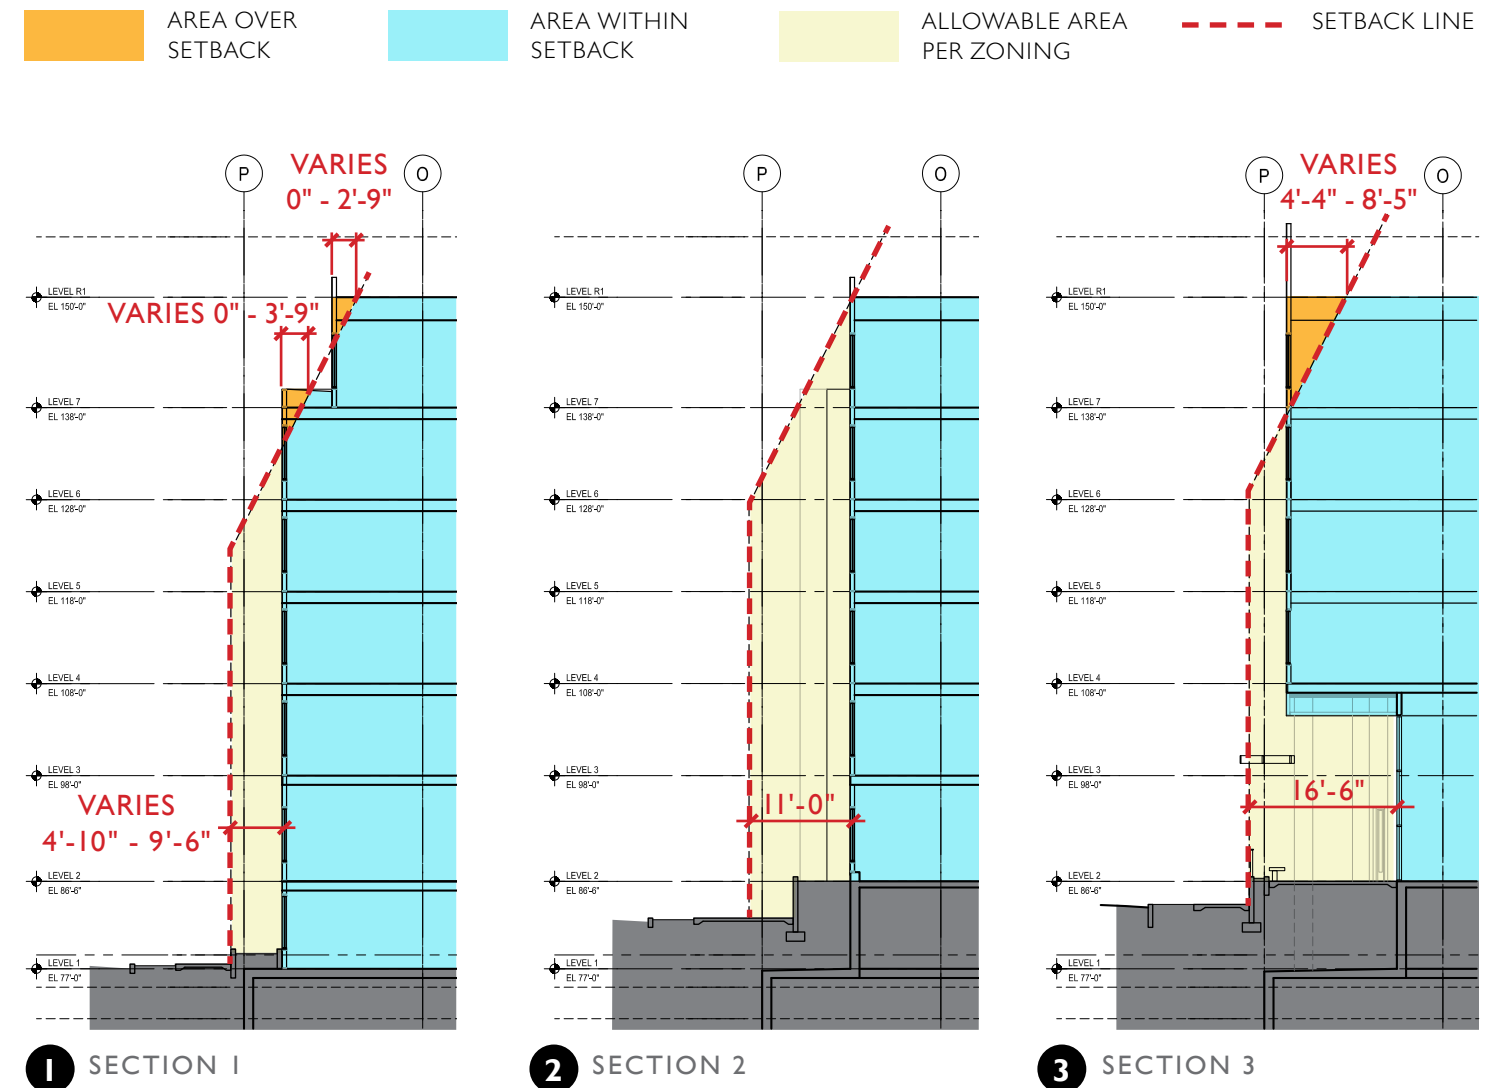 AREA OVER
SETBACK
AREA WITHIN
SETBACK
ALLOWABLE AREA
PER ZONING
SETBACK LINE
P
VARIES
0" - 2'-9"
O
VARIES 0" - 3'-9"
LEVEL R1
EL 150'-0"
LEVEL 7
EL 138'-0"
LEVEL 6
EL 128'-0"
LEVEL 5
EL 118'-0"
LEVEL 4
EL 108'-0"
LEVEL 3
EL 98'-0"
VARIES
4'-10" - 9'-6"
LEVEL 2
EL 86'-6"
LEVEL 1
EL 77'-0"
1 SECTION 1
P
O
LEVEL R1
EL 150'-0"
LEVEL 7
EL 138'-0"
LEVEL 6
EL 128'-0"
LEVEL 5
EL 118'-0"
LEVEL 4
EL 108'-0"
LEVEL 3
EL 98'-0"
11'-0"
LEVEL 2
EL 86'-6"
LEVEL 1
EL 77'-0"
2 SECTION 2
P
VARIES
4'-4" - 8'-5"
O
LEVEL R1
EL 150'-0"
LEVEL 7
EL 138'-0"
LEVEL 6
EL 128'-0"
LEVEL 5
EL 118'-0"
LEVEL 4
EL 108'-0"
LEVEL 3
EL 98'-0"
16'-6"
LEVEL 2
EL 86'-6"
LEVEL 1
EL 77'-0"
3 SECTION 3